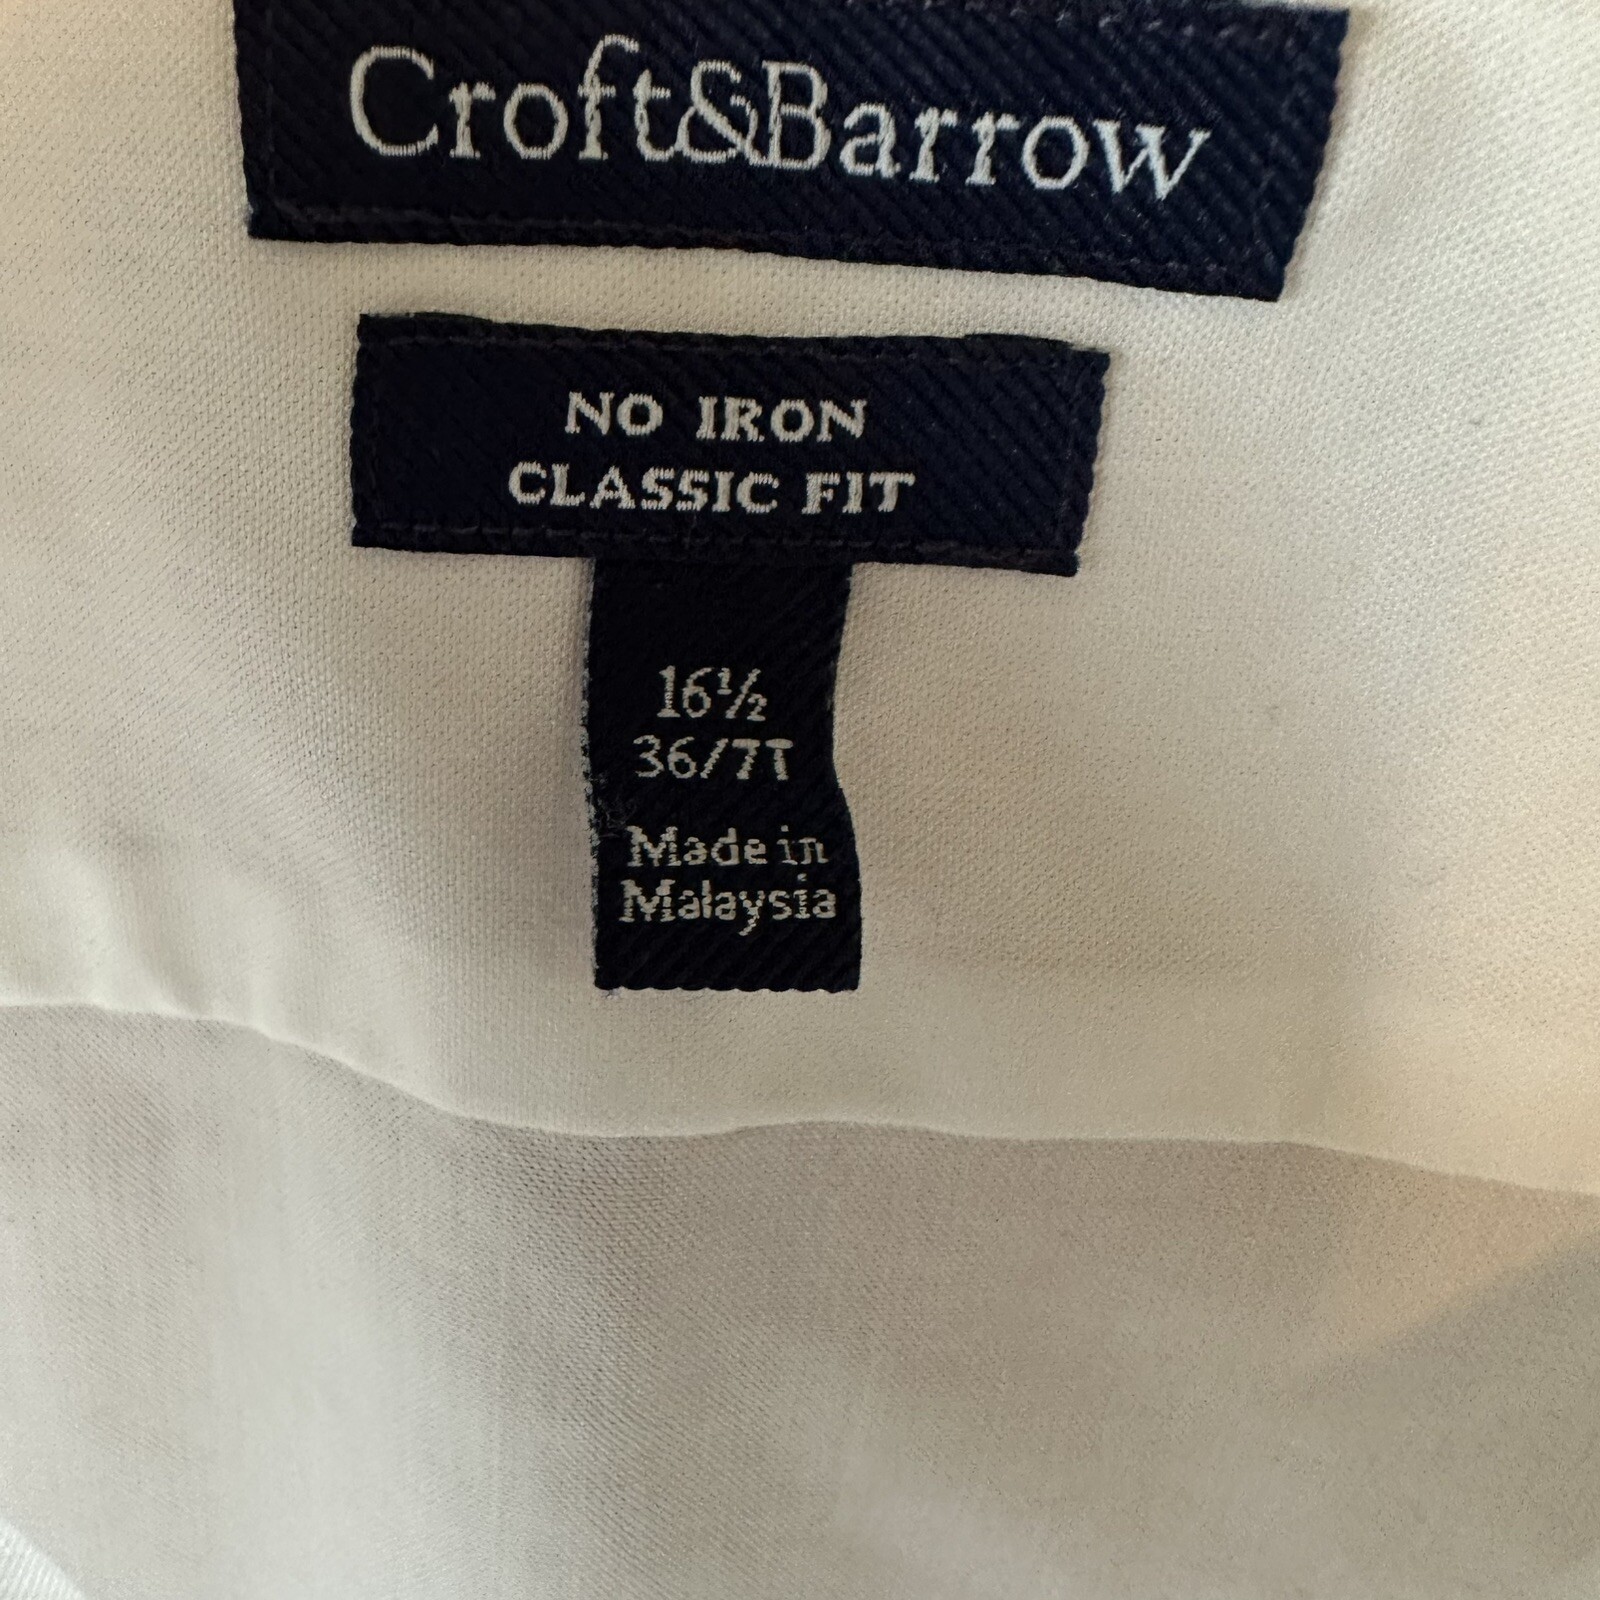 Croft&Barrow
NO IRON
CLASSIC FIT
16½
36/7T
Made in
Malaysia